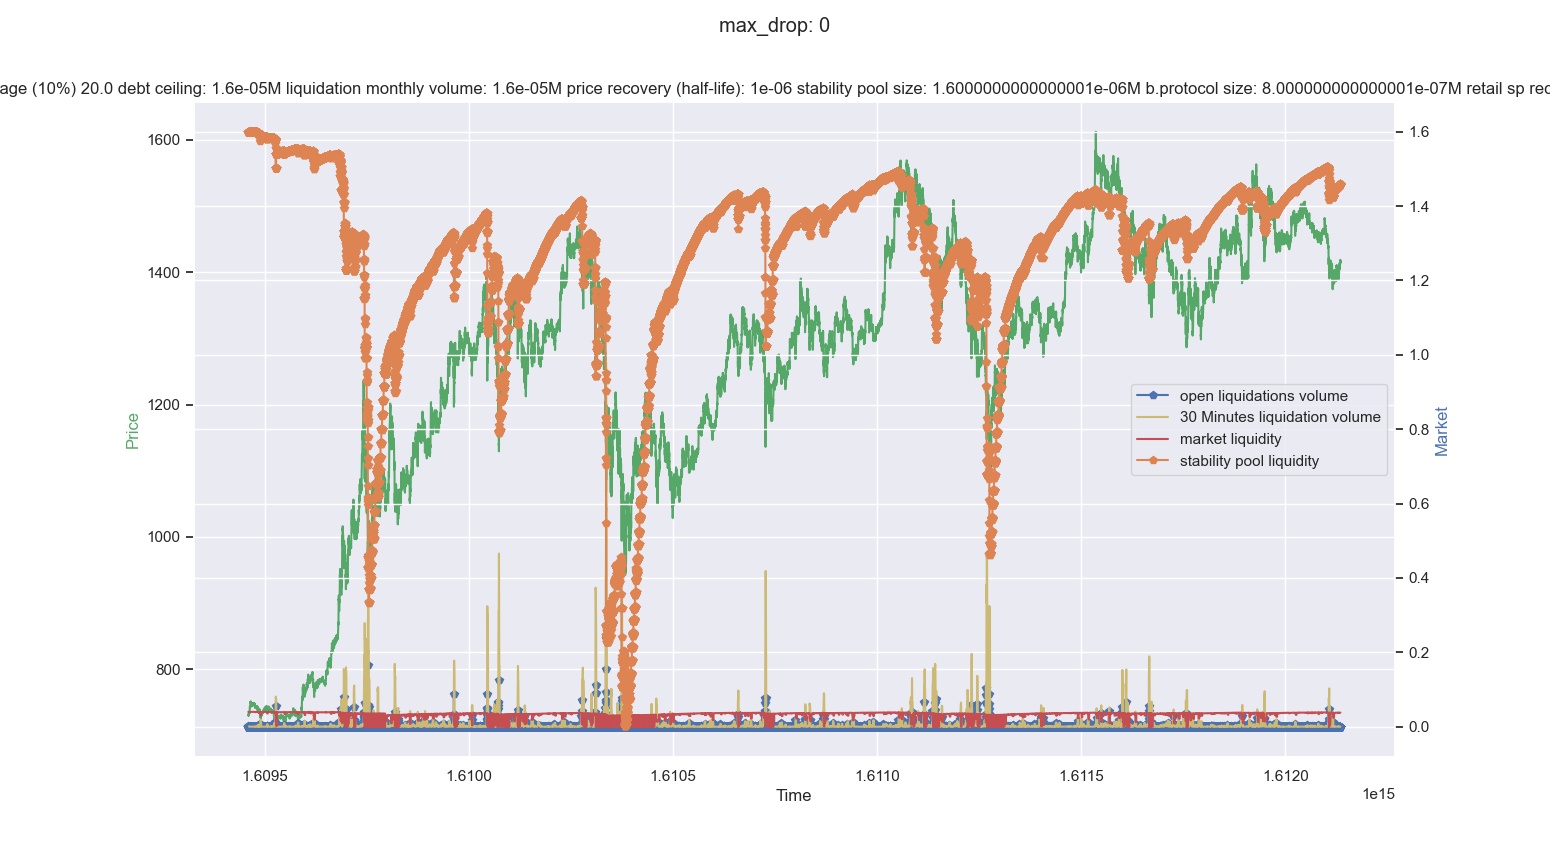 max_drop: 0
age (10%) 20.0 debt ceiling: 1.6e-05M liquidation monthly volume: 1.6e-05M price recovery (half-life): 1e-06 stability pool size: 1.6000000000000001e-06M b.protocol size: 8.000000000000001e-07M retail sp rec
1600
1400
1200
1000
800
Price
1.6
1.4
1.2
1.0
0.8
0.6
0.4
0.2
0.0
Market
open liquidations volume
30 Minutes liquidation volume
market liquidity
stability pool liquidity
1.6095
1.6100
1.6105
1.6110
1.6115
1.6120
Time
1e15